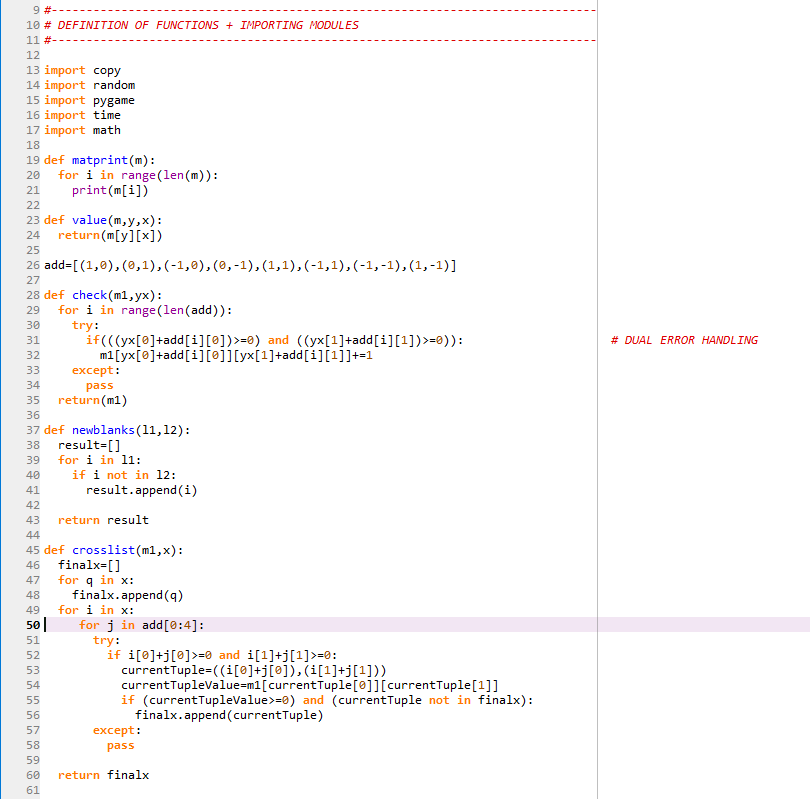 9 #------------------------------------------------------------------------------
10 # DEFINITION OF FUNCTIONS + IMPORTING MODULES
11 #------------------------------------------------------------------------------
12
13 import copy
14 import random
15 import pygame
16 import time
17 import math
18
19 def matprint(m):
20   for i in range(len(m)):
21     print(m[i])
22
23 def value(m,y,x):
24   return(m[y][x])
25
26 add=[(1,0),(0,1),(-1,0),(0,-1),(1,1),(-1,1),(-1,-1),(1,-1)]
27
28 def check(m1,yx):
29   for i in range(len(add)):
30     try:
31       if(((yx[0]+add[i][0])>=0) and ((yx[1]+add[i][1])>=0)):                     # DUAL ERROR HANDLING
32         m1[yx[0]+add[i][0]][yx[1]+add[i][1]]+=1
33     except:
34       pass
35   return(m1)
36
37 def newblanks(l1,l2):
38   result=[]
39   for i in l1:
40     if i not in l2:
41       result.append(i)
42
43   return result
44
45 def crosslist(m1,x):
46   finalx=[]
47   for q in x:
48     finalx.append(q)
49   for i in x:
50      for j in add[0:4]:
51        try:
52          if i[0]+j[0]>=0 and i[1]+j[1]>=0:
53            currentTuple=((i[0]+j[0]),(i[1]+j[1]))
54            currentTupleValue=m1[currentTuple[0]][currentTuple[1]]
55            if (currentTupleValue>=0) and (currentTuple not in finalx):
56              finalx.append(currentTuple)
57        except:
58          pass
59
60   return finalx
61